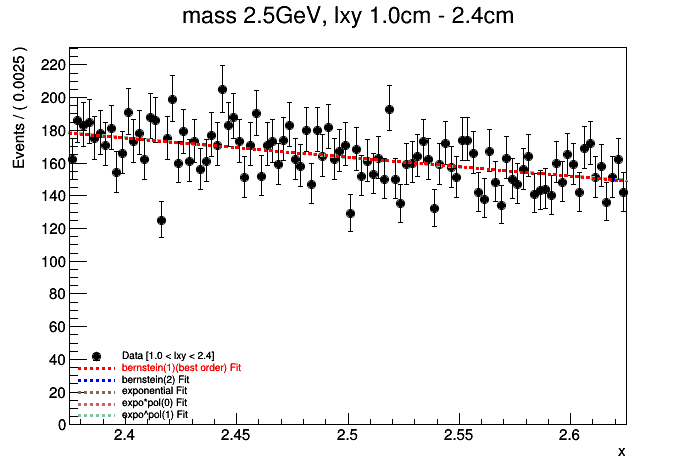 mass 2.5GeV, lxy 1.0cm - 2.4cm
Events / ( 0.0025 )
220
200
180
160
140
120
100
80
60
40
20
0
Data [1.0 < lxy < 2.4]
bernstein(1)(best order) Fit
bernstein(2) Fit
exponential Fit
expo*pol(0) Fit
expo*pol(1) Fit
2.4 2.45 2.5 2.55 2.6
x